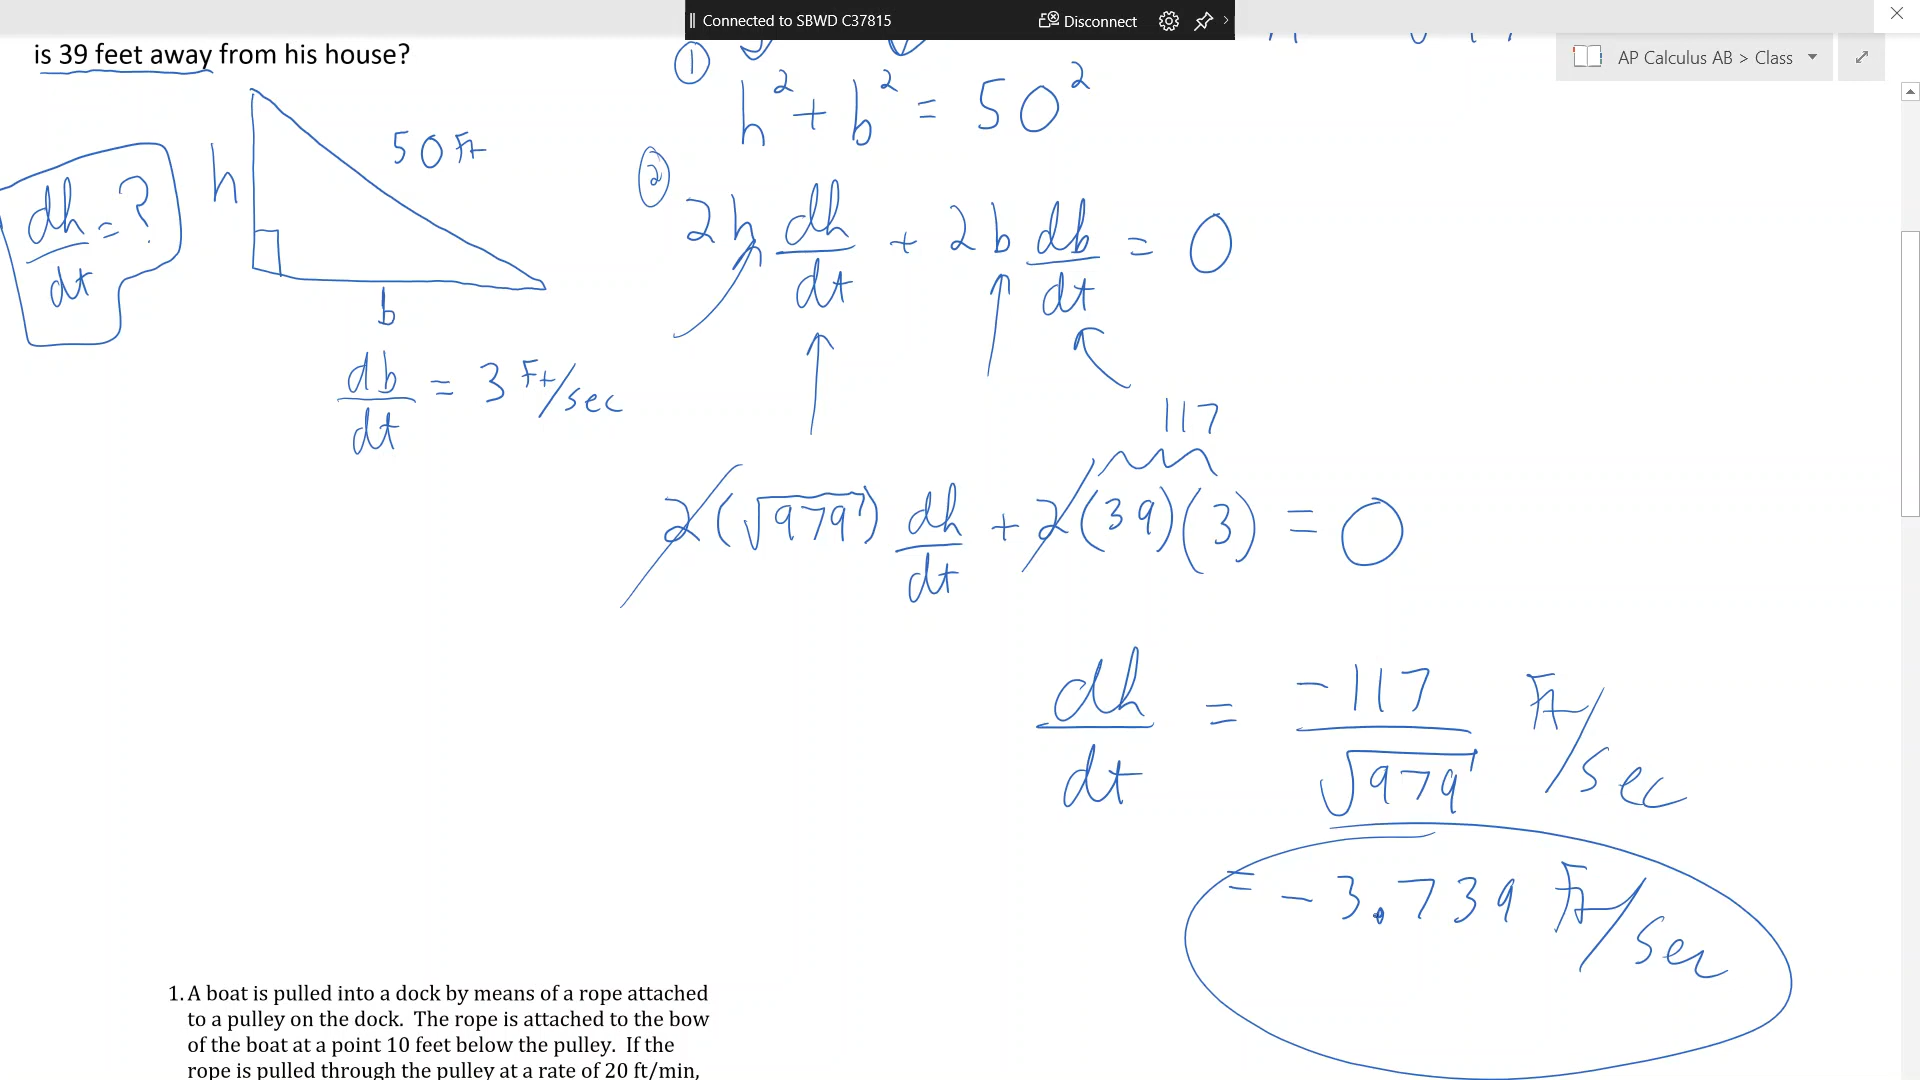 Connected to SBWD C37815 Disconnect
AP Calculus AB > Class
is 39 feet away from his house?
① h² + b² = 50²
50 Ft
h
dh/dt = ?
② 2h dh/dt + 2b db/dt = 0
b
db/dt = 3 Ft/sec
117
2(√979) dh/dt + 2(39)(3) = 0
dh/dt = -117/√979 Ft/sec
= -3.739 Ft/sec
1. A boat is pulled into a dock by means of a rope attached
to a pulley on the dock. The rope is attached to the bow
of the boat at a point 10 feet below the pulley. If the
rope is pulled through the pulley at a rate of 20 ft/min,